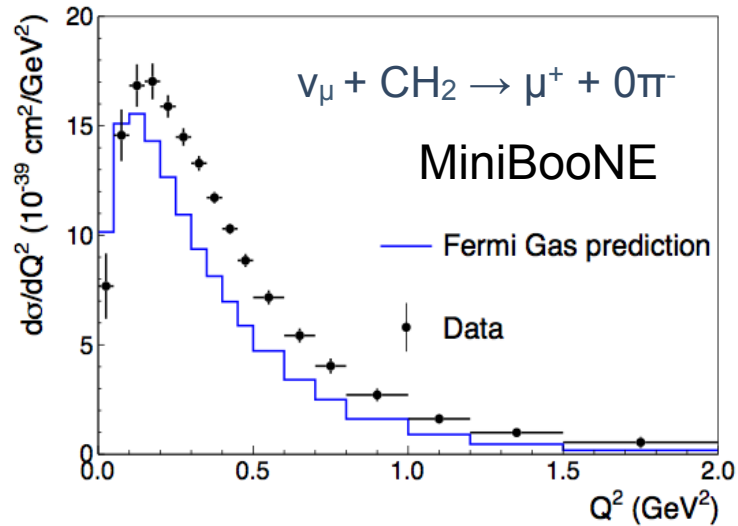 20
15
10
5
0
dσ/dQ² (10⁻³⁹ cm²/GeV²)
ν_μ + CH₂ → μ⁺ + 0π⁻
MiniBooNE
Fermi Gas prediction
Data
0.0 0.5 1.0 1.5 2.0
Q² (GeV²)